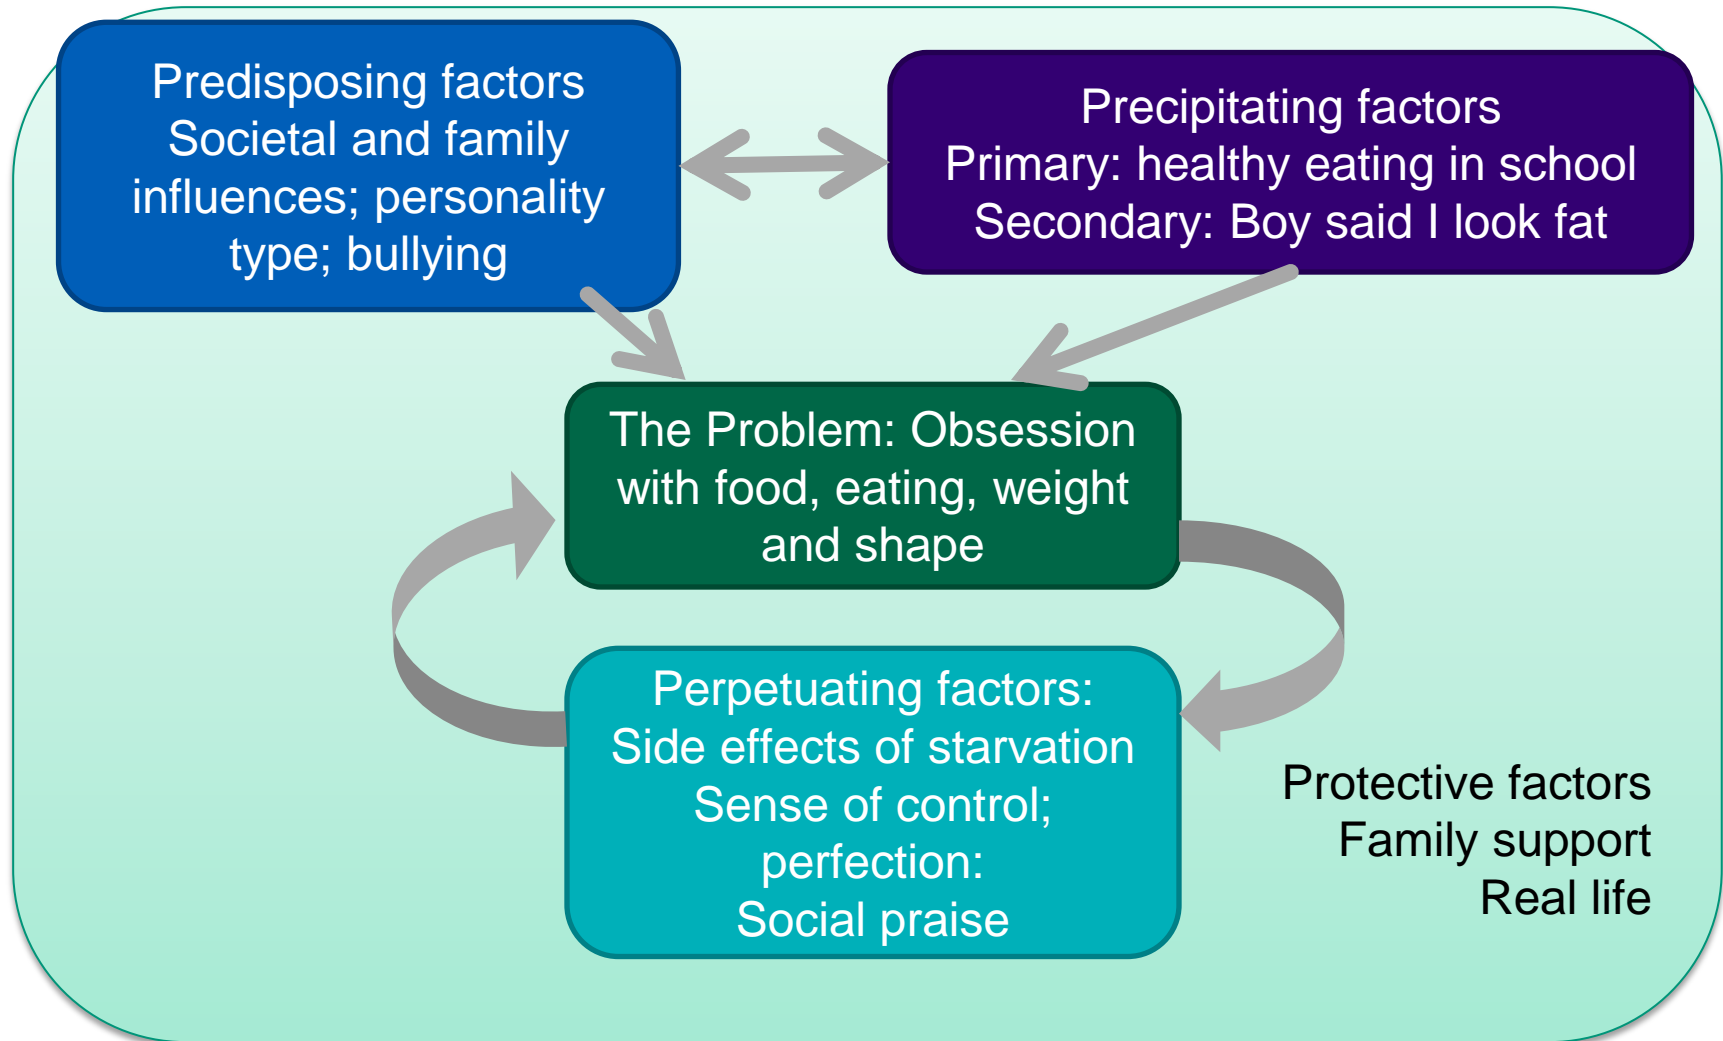 Predisposing factors
Societal and family
influences; personality
type; bullying
Precipitating factors
Primary: healthy eating in school
Secondary: Boy said I look fat
The Problem: Obsession
with food, eating, weight
and shape
Perpetuating factors:
Side effects of starvation
Sense of control;
perfection:
Social praise
Protective factors
Family support
Real life